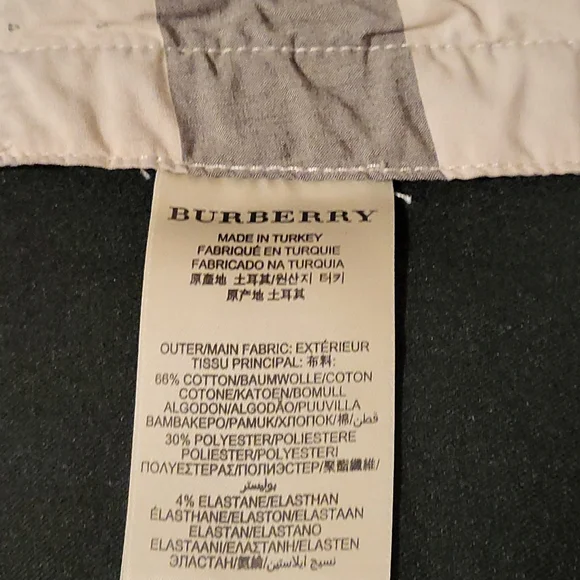 BURBERRY
MADE IN TURKEY
FABRIQUÉ EN TURQUIE
FABRICADO NA TURQUIA
原產地 土耳其/원산지 터키
原产地 土耳其
OUTER/MAIN FABRIC: EXTÉRIEUR
TISSU PRINCIPAL: 布料:
66% COTTON/BAUMWOLLE/COTON
COTONE/KATOEN/BOMULL
ALGODON/ALGODÃO/PUUVILLA
ΒΑΜΒΑΚΕΡΟ/PAMUK/ХЛОПОК/棉/قطن/
30% POLYESTER/POLIESTERE
POLIESTER/POLYESTERI
ΠΟΛΥΕΣΤΕΡΑΣ/ПОЛИЭСТЕР/聚酯纖維/
بوليستر
4% ELASTANE/ELASTHAN
ÉLASTHANE/ELASTON/ELASTAAN
ELASTAN/ELASTANO
ELASTAANI/ΕΛΑΣΤΑΝΗ/ELASTEN
ЭЛАСТАН/氨綸/نسيج ايلاستين/